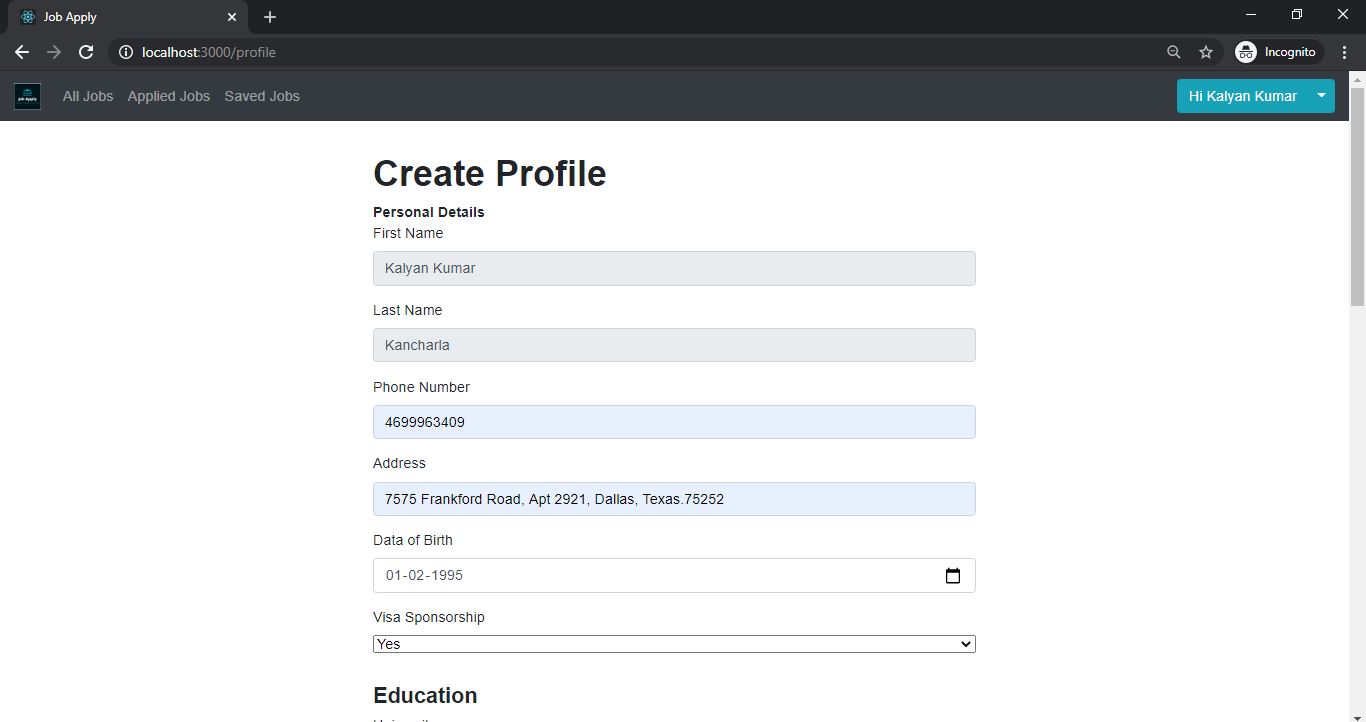 Job Apply
localhost:3000/profile
Incognito
Job Apply
All Jobs Applied Jobs Saved Jobs
Hi Kalyan Kumar
Create Profile
Personal Details
First Name
Kalyan Kumar
Last Name
Kancharla
Phone Number
4699963409
Address
7575 Frankford Road, Apt 2921, Dallas, Texas.75252
Data of Birth
01-02-1995
Visa Sponsorship
Yes
Education